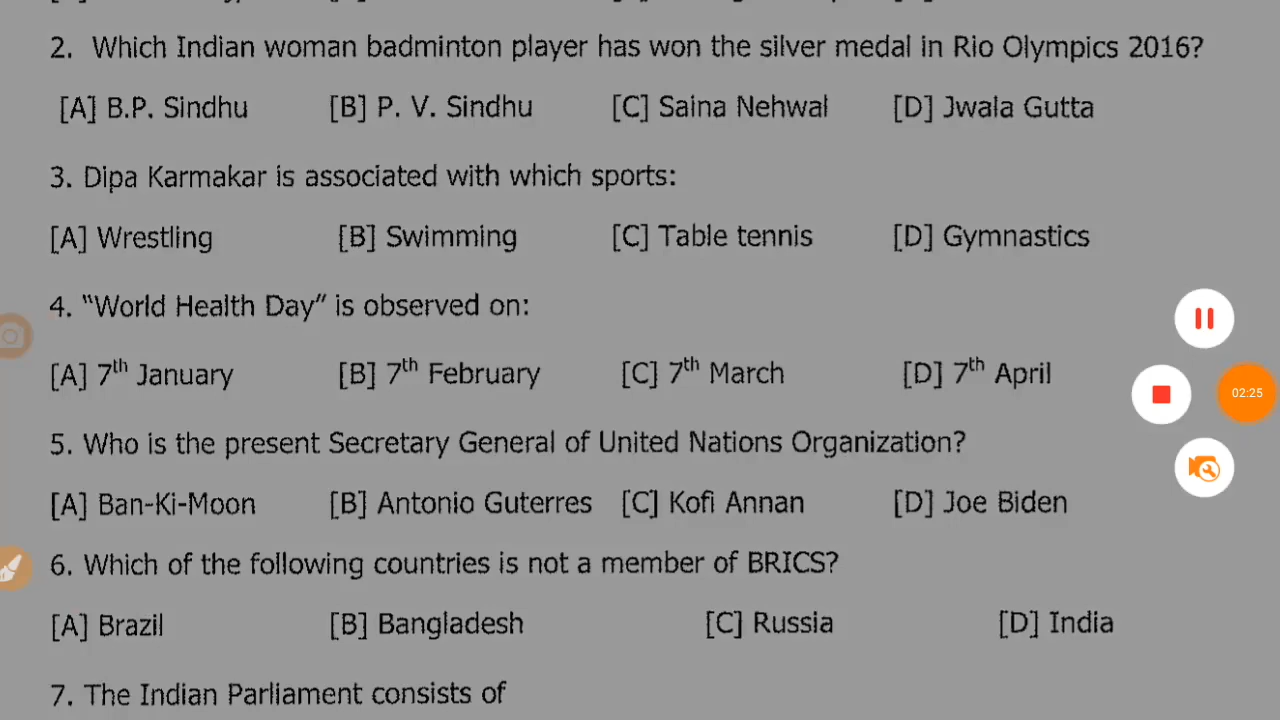 2. Which Indian woman badminton player has won the silver medal in Rio Olympics 2016?
[A] B.P. Sindhu [B] P. V. Sindhu [C] Saina Nehwal [D] Jwala Gutta
3. Dipa Karmakar is associated with which sports:
[A] Wrestling [B] Swimming [C] Table tennis [D] Gymnastics
4. “World Health Day” is observed on:
[A] 7th January [B] 7th February [C] 7th March [D] 7th April
02:25
5. Who is the present Secretary General of United Nations Organization?
[A] Ban-Ki-Moon [B] Antonio Guterres [C] Kofi Annan [D] Joe Biden
6. Which of the following countries is not a member of BRICS?
[A] Brazil [B] Bangladesh [C] Russia [D] India
7. The Indian Parliament consists of